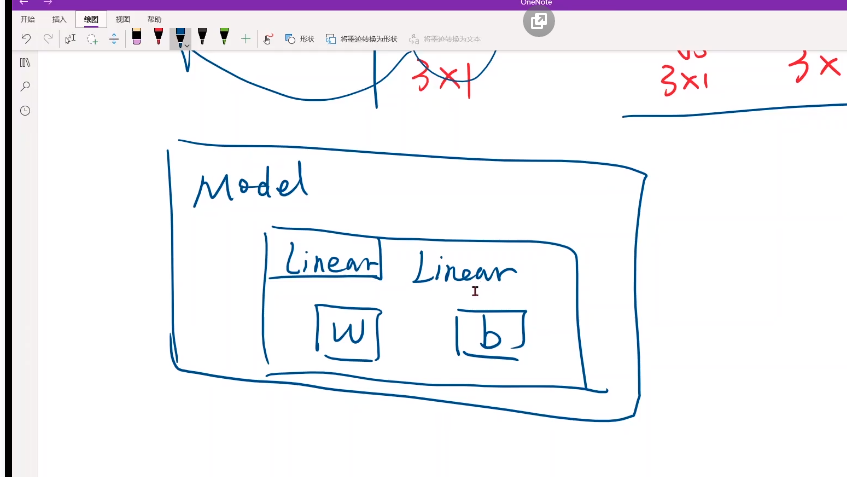 OneNote
开始 插入 绘图 视图 帮助
形状 将墨迹转换为形状 将墨迹转换为文本
3×1
3×1
3×
Model
Linear Linear
w b